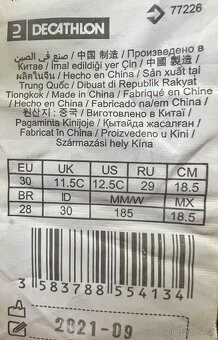 77226
DECATHLON
صنع في الصين / 中国 制造 / Произведено в
Китае / İmal edildiği yer Çin / 中國 製造 /
ผลิตในจีน / Hecho en China / Sản xuất tại
Trung Quốc / Dibuat di Republik Rakyat
Tiongkok / Made in China / Fabriqué en Chine
/ Hecho en China / Fabricado na/em China /
원산지 : 중국 / Виготовлено в Китаї /
Pagaminta Kinijoje / Қытайда жасалған /
Fabricat în China / Proizvedeno u Kini /
Származási hely Kína
EU UK US RU CM
30 11.5C 12.5C 29 18.5
BR ID MM/W MX
28 30 185 18.5
3 583788 554134
2021-09